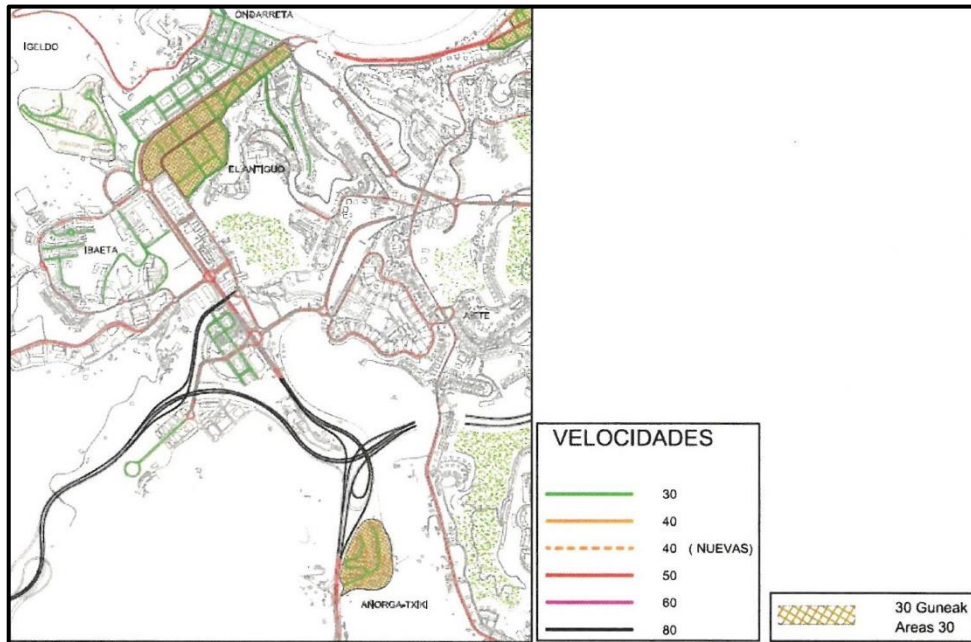 ONDARRETA
IGELDO
EL ANTIGUO
IBAETA
AIETE
AÑORGA-TXIKI
VELOCIDADES
30
40
40 ( NUEVAS)
50
60
80
30 Guneak
Areas 30